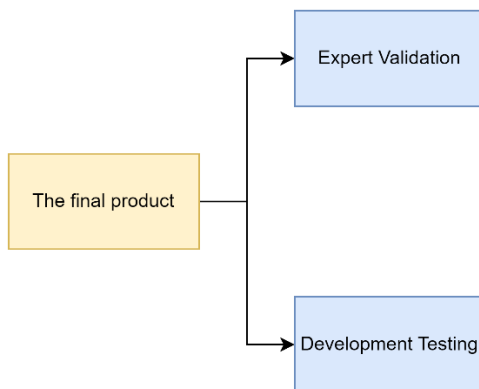 Expert Validation
The final product
Development Testing